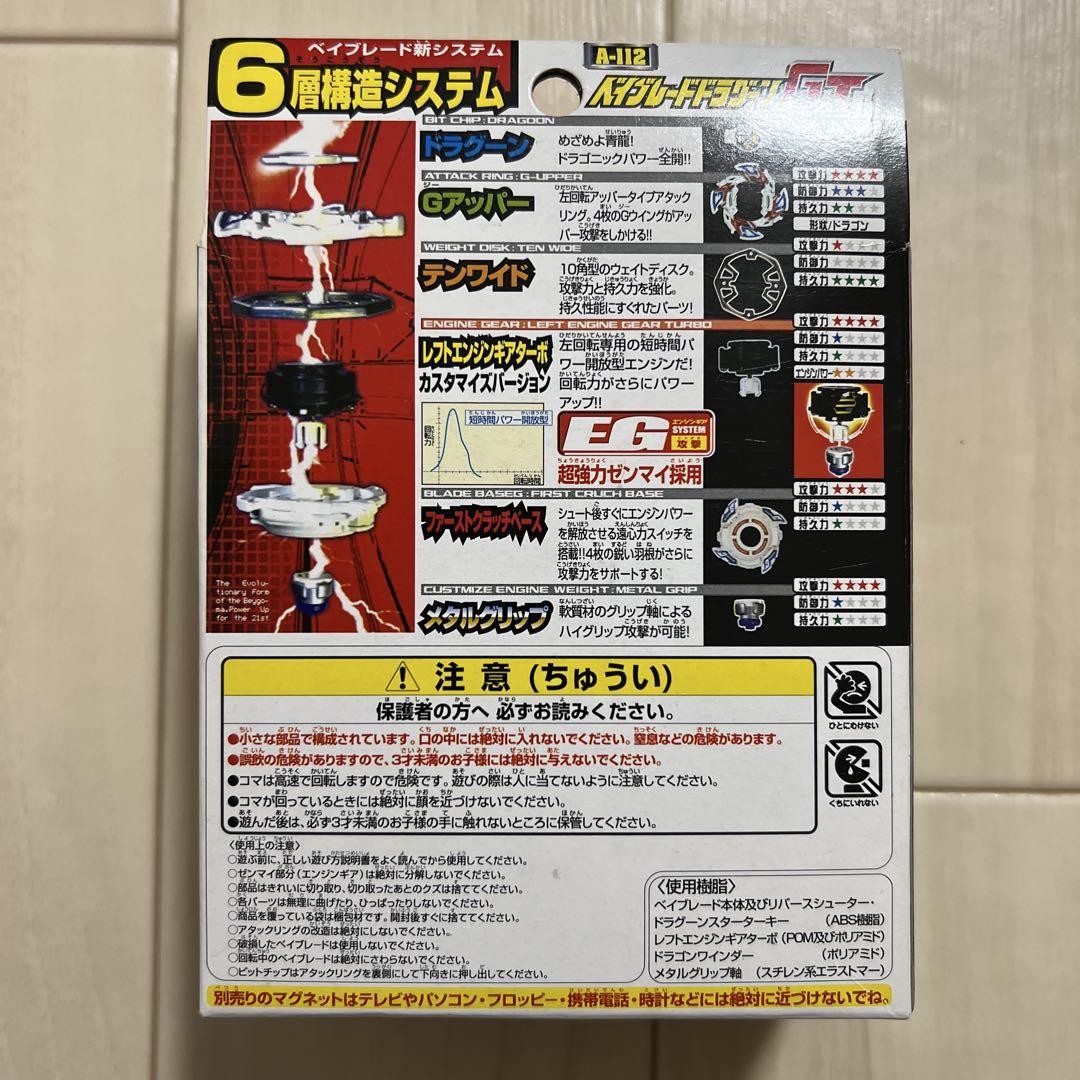 ベイブレード新システム
6層構造システム
そうこうぞう
A-112
ベイブレードドラグーンGT
BIT CHIP : DRAGOON
ドラグーン
めざめよ青龍!
ドラゴニックパワー全開!!
ATTACK RING : G-UPPER
Gアッパー
ジー
左回転アッパータイプアタック
リング。4枚のGウイングがアッ
パー攻撃をしかける!!
攻撃力★★★★
防御力★★★★
持久力★★★★
形状/ドラゴン
WEIGHT DISK : TEN WIDE
テンワイド
10角型のウェイトディスク。
攻撃力と持久力を強化。
持久性能にすぐれたパーツ!
攻撃力★★★★
防御力★★★★
持久力★★★★
ENGINE GEAR : LEFT ENGINE GEAR TURBO
レフトエンジンギアターボ
カスタマイズバージョン
左回転専用の短時間パ
ワー開放型エンジンだ!
回転力がさらにパワー
アップ!!
攻撃力★★★★
防御力★★★★
持久力★★★★
エンジンパワー★★★★
短時間パワー開放型
回転力
回転時間
EG
エンジンギア
SYSTEM
攻撃
超強力ゼンマイ採用
BLADE BASEG : FIRST CRUCH BASE
ファーストクラッチベース
シュート後すぐにエンジンパワー
を解放させる遠心力スイッチを
搭載!!4枚の鋭い羽根がさらに
攻撃力をサポートする!
攻撃力★★★★
防御力★★★★
持久力★★★★
CUSTMIZE ENGINE WEIGHT : METAL GRIP
メタルグリップ
軟質材のグリップ軸による
ハイグリップ攻撃が可能!
攻撃力★★★★
防御力★★★★
持久力★★★★
The Evolu-
tionary Form
of the Beygo-
ma.Power Up
for the 21st
注意(ちゅうい)
保護者の方へ 必ずお読みください。
●小さな部品で構成されています。口の中には絶対に入れないでください。窒息などの危険があります。
●誤飲の危険がありますので、3才未満のお子様には絶対に与えないでください。
●コマは高速で回転しますので危険です。遊びの際は人に当てないように注意してください。
●コマが回っているときには絶対に顔を近づけないでください。
●遊んだ後は、必ず3才未満のお子様の手に触れないところに保管してください。
ひとにむけない
くちにいれない
〈使用上の注意〉
○遊ぶ前に、正しい遊び方説明書をよく読んでから使用してください。
○ゼンマイ部分(エンジンギア)は絶対に分解しないでください。
○部品はきれいに切り取り、切り取ったあとのクズは捨ててください。
○各パーツは無理に曲げたり、ひっぱったりしないでください。
○商品を覆っている袋は梱包材です。開封後すぐに捨ててください。
○アタックリングの改造は絶対にしないでください。
○破損したベイブレードは使用しないでください。
○回転中のベイブレードは絶対にさわらないでください。
○ビットチップはアタックリングを裏側にして下向きに押し出してください。
〈使用樹脂〉
ベイブレード本体及びリバースシューター・
ドラグーンスターターキー (ABS樹脂)
レフトエンジンギアターボ (POM及びポリアミド)
ドラゴンワインダー (ポリアミド)
メタルグリップ軸 (スチレン系エラストマー)
別売りのマグネットはテレビやパソコン・フロッピー・携帯電話・時計などには絶対に近づけないでね。